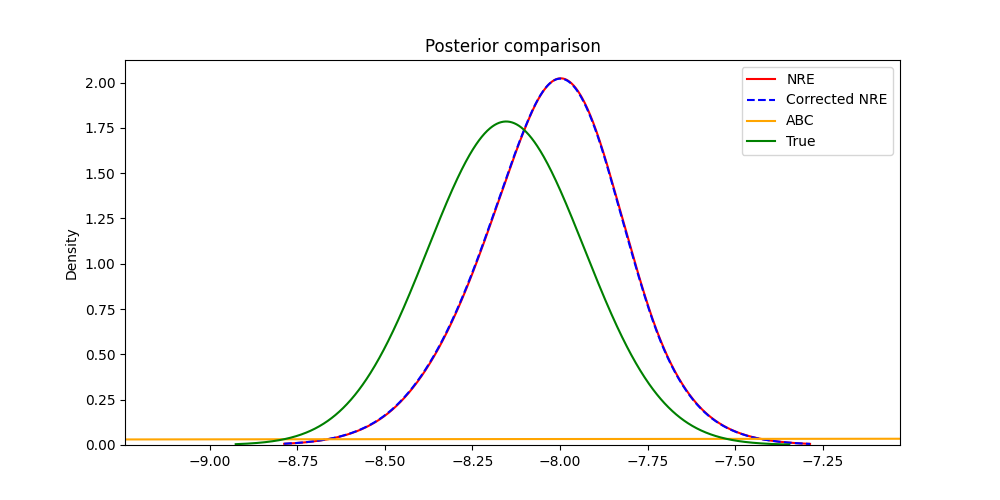 Posterior comparison
NRE
Corrected NRE
ABC
True
Density
2.00
1.75
1.50
1.25
1.00
0.75
0.50
0.25
0.00
−9.00 −8.75 −8.50 −8.25 −8.00 −7.75 −7.50 −7.25